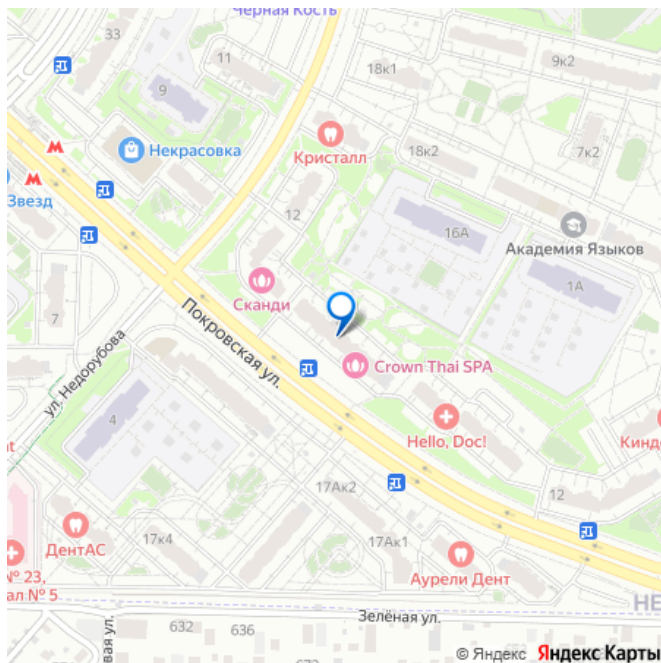 Черная Кость
33
11
9к2
18к1
9
Некрасовка
Кристалл
18к2
7к2
Звезд
12
16А
Академия Языков
1А
Сканди
7
Покровская ул.
ул. Недорубова
Crown Thai SPA
4
Hello, Doc!
Кинд
17Ак2
12
ДентАС
17к4
17Ак1
Аурели Дент
№ 23,
ал № 5
НЕ
Зелёная ул.
632
636
вая ул.
© Яндекс Яндекс Карты